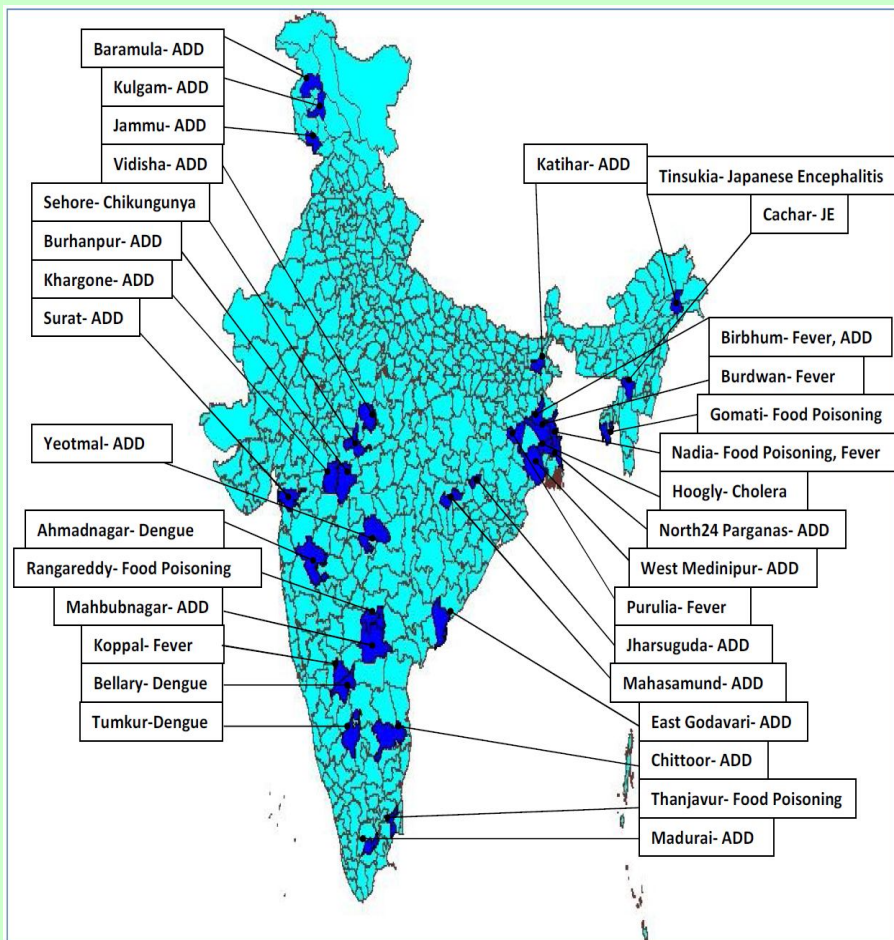 Baramula- ADD
Kulgam- ADD
Jammu- ADD
Vidisha- ADD
Sehore- Chikungunya
Burhanpur- ADD
Khargone- ADD
Surat- ADD
Yeotmal- ADD
Ahmadnagar- Dengue
Rangareddy- Food Poisoning
Mahbubnagar- ADD
Koppal- Fever
Bellary- Dengue
Tumkur-Dengue
Katihar- ADD
Tinsukia- Japanese Encephalitis
Cachar- JE
Birbhum- Fever, ADD
Burdwan- Fever
Gomati- Food Poisoning
Nadia- Food Poisoning, Fever
Hoogly- Cholera
North24 Parganas- ADD
West Medinipur- ADD
Purulia- Fever
Jharsuguda- ADD
Mahasamund- ADD
East Godavari- ADD
Chittoor- ADD
Thanjavur- Food Poisoning
Madurai- ADD